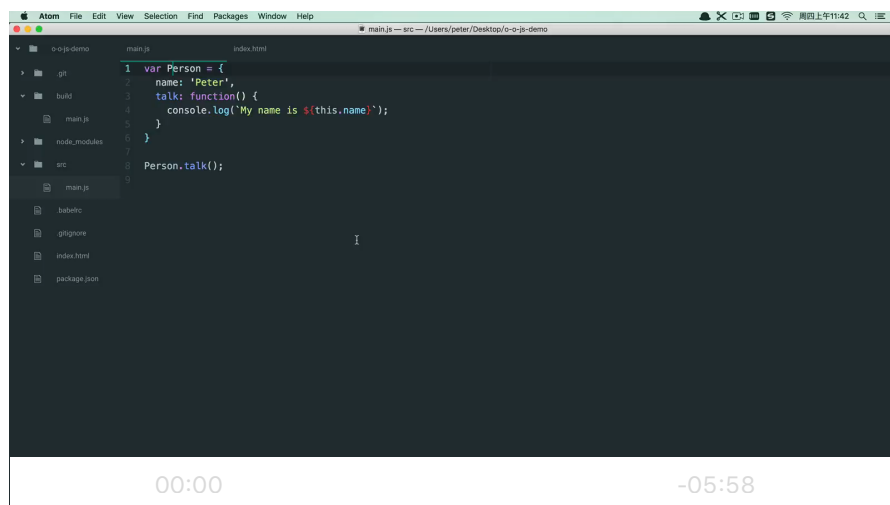 Atom File Edit View Selection Find Packages Window Help 周四上午11:42
main.js — src — /Users/peter/Desktop/o-o-js-demo
o-o-js-demo main.js index.html
.git
build
main.js
node_modules
src
main.js
.babelrc
.gitignore
index.html
package.json
1 var Person = {
2 name: 'Peter',
3 talk: function() {
4 console.log(`My name is ${this.name}`);
5 }
6 }
7
8 Person.talk();
9
00:00 -05:58